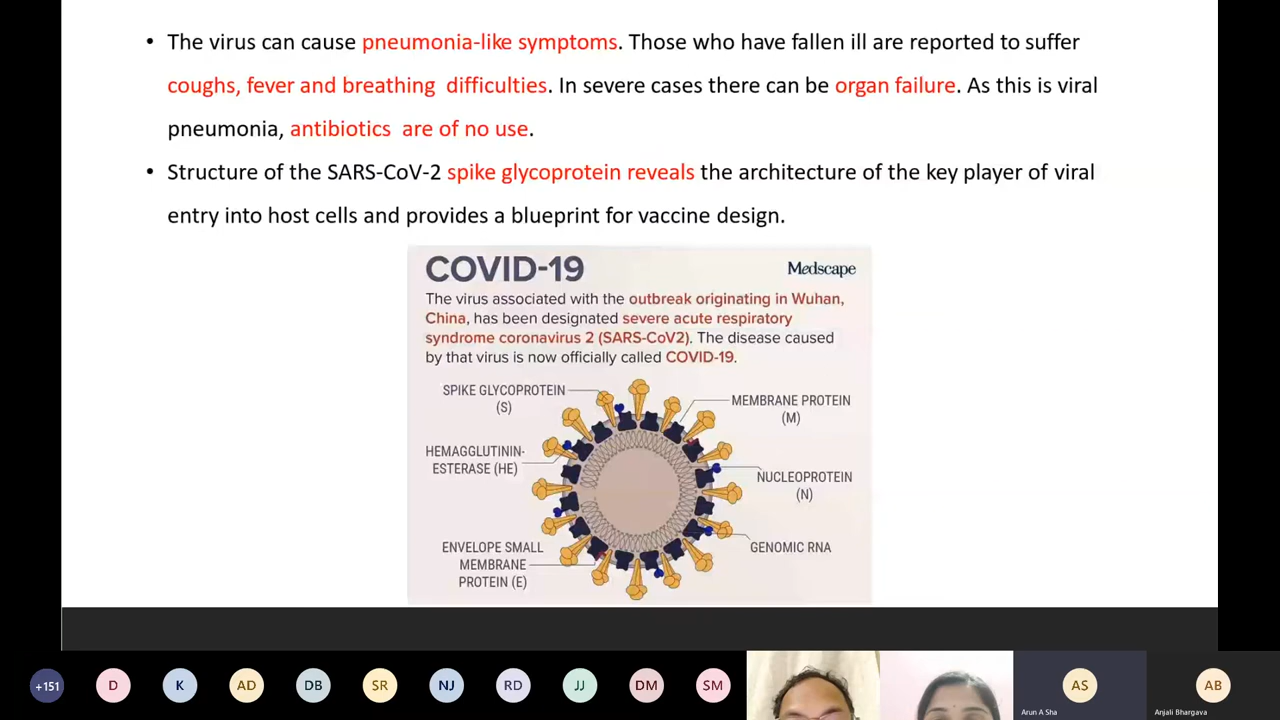 • The virus can cause pneumonia-like symptoms. Those who have fallen ill are reported to suffer
coughs, fever and breathing difficulties. In severe cases there can be organ failure. As this is viral
pneumonia, antibiotics are of no use.
• Structure of the SARS-CoV-2 spike glycoprotein reveals the architecture of the key player of viral
entry into host cells and provides a blueprint for vaccine design.
COVID-19
Medscape
The virus associated with the outbreak originating in Wuhan,
China, has been designated severe acute respiratory
syndrome coronavirus 2 (SARS-CoV2). The disease caused
by that virus is now officially called COVID-19.
SPIKE GLYCOPROTEIN
(S)
MEMBRANE PROTEIN
(M)
HEMAGGLUTININ-
ESTERASE (HE)
NUCLEOPROTEIN
(N)
ENVELOPE SMALL
MEMBRANE
PROTEIN (E)
GENOMIC RNA
+151
D
K
AD
DB
SR
NJ
RD
JJ
DM
SM
AS
AB
Arun A Sha
Anjali Bhargava